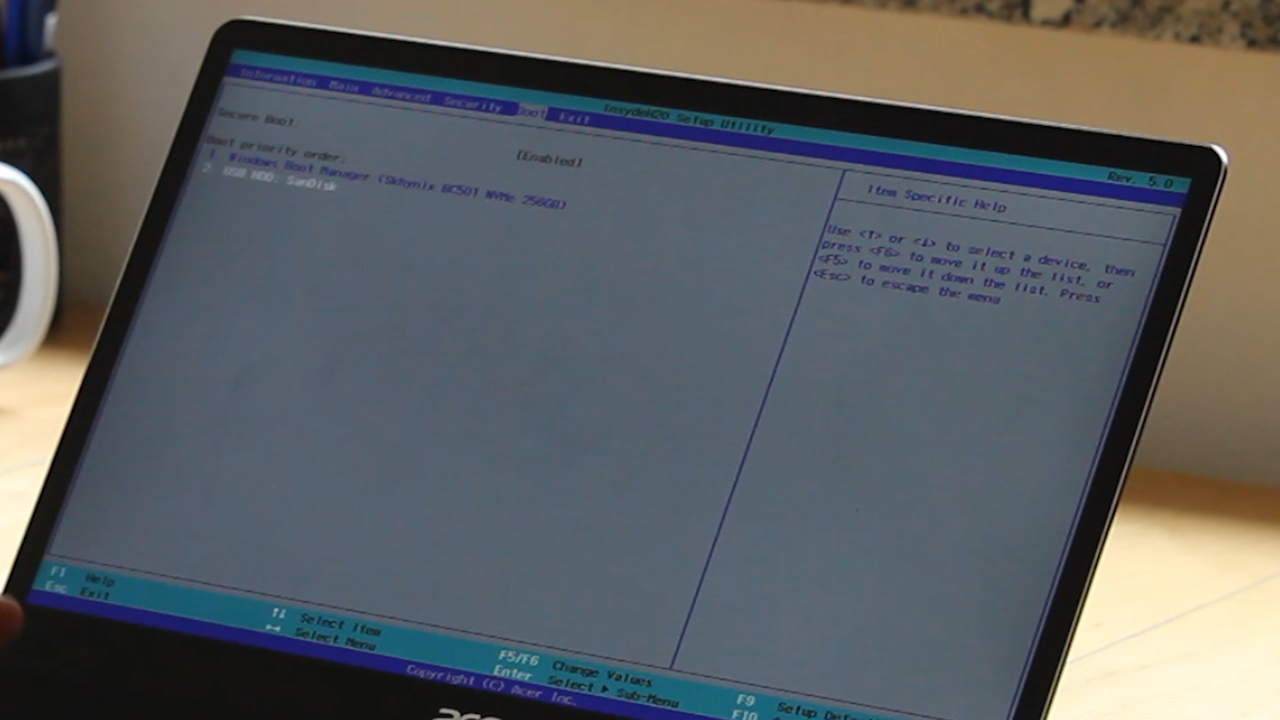 InsydeH20 Setup Utility
Rev. 5.0
Information Main Advanced Security Boot Exit
Secure Boot: [Enabled]
Boot priority order:
1. Windows Boot Manager (SkHynix BC501 NVMe 256GB)
2. USB HDD: SanDisk
Item Specific Help
Use <↑> or <↓> to select a device, then
press <F6> to move it up the list, or
<F5> to move it down the list. Press
<Esc> to escape the menu
F1 Help
Esc Exit
↑↓ Select Item
→← Select Menu
F5/F6 Change Values
Enter Select ▶ Sub-Menu
F9 Setup
F10
Copyright (C) Acer Inc.